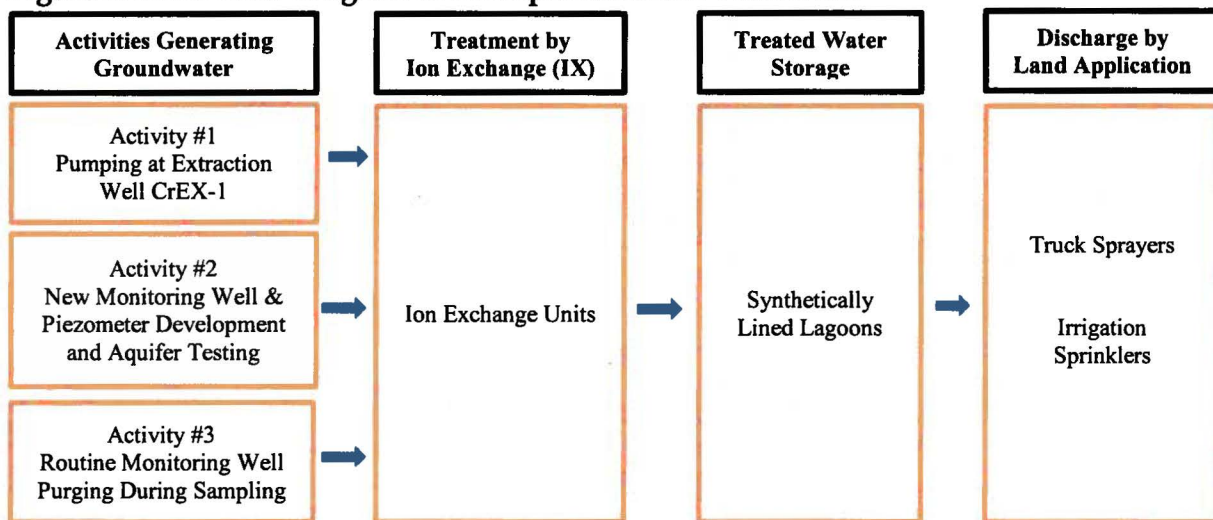 Activities Generating
Groundwater
Treatment by
Ion Exchange (IX)
Treated Water
Storage
Discharge by
Land Application
Activity #1
Pumping at Extraction
Well CrEX-1
Activity #2
New Monitoring Well &
Piezometer Development
and Aquifer Testing
Activity #3
Routine Monitoring Well
Purging During Sampling
Ion Exchange Units
Synthetically
Lined Lagoons
Truck Sprayers
Irrigation
Sprinklers